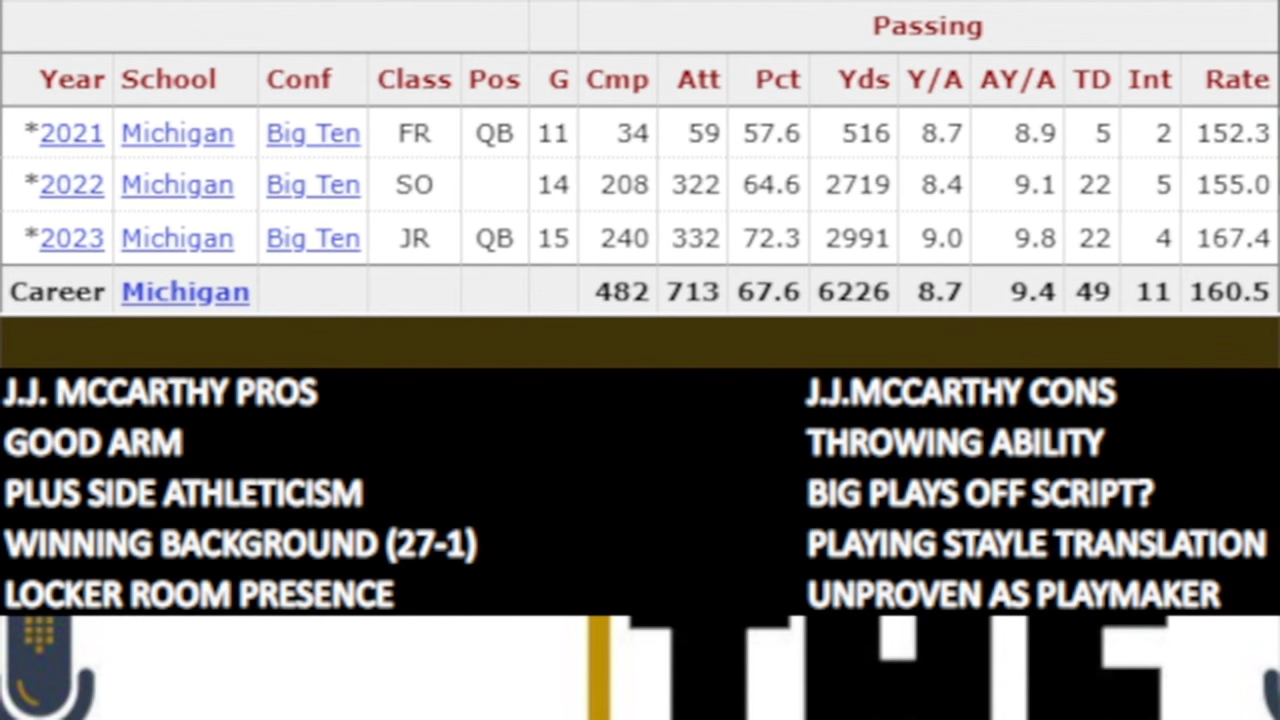 Passing
Year School Conf Class Pos G Cmp Att Pct Yds Y/A AY/A TD Int Rate
*2021 Michigan Big Ten FR QB 11 34 59 57.6 516 8.7 8.9 5 2 152.3
*2022 Michigan Big Ten SO 14 208 322 64.6 2719 8.4 9.1 22 5 155.0
*2023 Michigan Big Ten JR QB 15 240 332 72.3 2991 9.0 9.8 22 4 167.4
Career Michigan 482 713 67.6 6226 8.7 9.4 49 11 160.5
J.J. MCCARTHY PROS
GOOD ARM
PLUS SIDE ATHLETICISM
WINNING BACKGROUND (27-1)
LOCKER ROOM PRESENCE
J.J.MCCARTHY CONS
THROWING ABILITY
BIG PLAYS OFF SCRIPT?
PLAYING STAYLE TRANSLATION
UNPROVEN AS PLAYMAKER